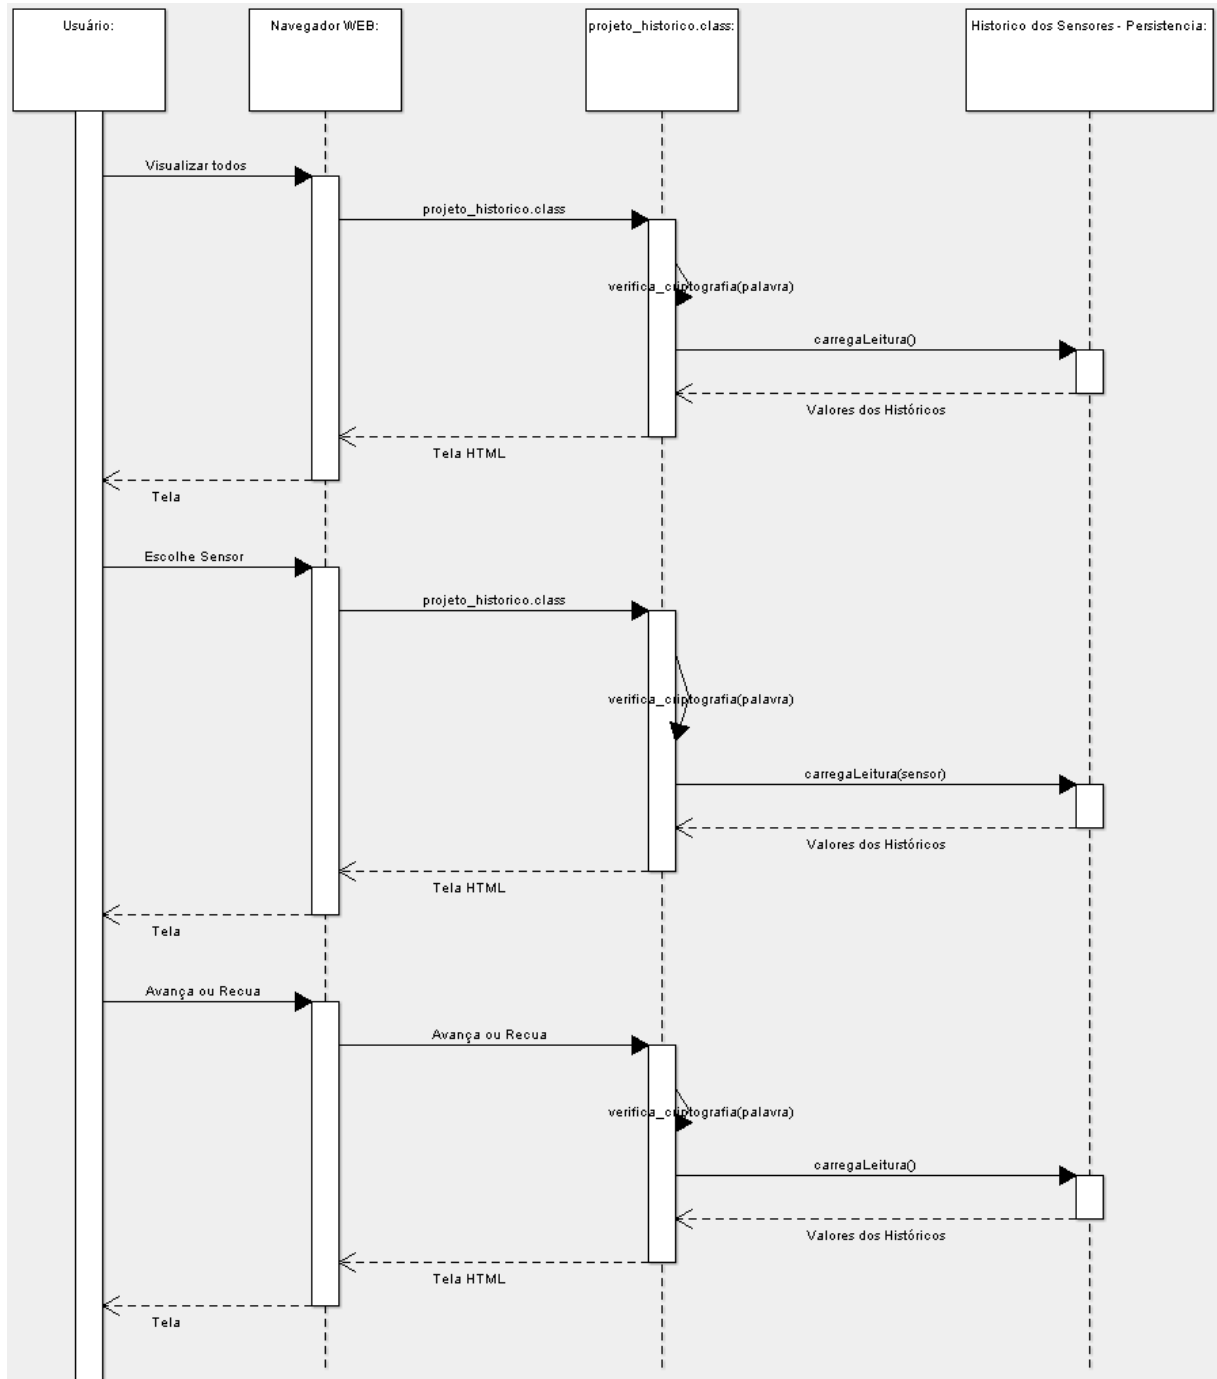 Usuário:
Navegador WEB:
projeto_historico.class:
Historico dos Sensores - Persistencia:
Visualizar todos
projeto_historico.class
verifica_criptografia(palavra)
carregaLeitura()
Valores dos Históricos
Tela HTML
Tela
Escolhe Sensor
projeto_historico.class
verifica_criptografia(palavra)
carregaLeitura(sensor)
Valores dos Históricos
Tela HTML
Tela
Avança ou Recua
Avança ou Recua
verifica_criptografia(palavra)
carregaLeitura()
Valores dos Históricos
Tela HTML
Tela